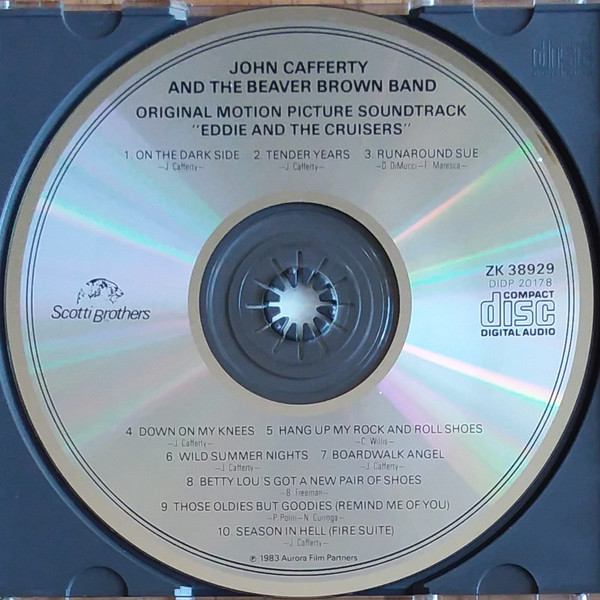 JOHN CAFFERTY
AND THE BEAVER BROWN BAND
ORIGINAL MOTION PICTURE SOUNDTRACK
"EDDIE AND THE CRUISERS"
1. ON THE DARK SIDE 2. TENDER YEARS 3. RUNAROUND SUE
—J. Cafferty— —J. Cafferty— —D. DiMucci—F. Maresca—
Scotti Brothers
ZK 38929
DIDP 20178
COMPACT
disc
DIGITAL AUDIO
4. DOWN ON MY KNEES 5. HANG UP MY ROCK AND ROLL SHOES
—J. Cafferty— —C. Willis—
6. WILD SUMMER NIGHTS 7. BOARDWALK ANGEL
—J. Cafferty— —J. Cafferty—
8. BETTY LOU'S GOT A NEW PAIR OF SHOES
—B. Freeman—
9. THOSE OLDIES BUT GOODIES (REMIND ME OF YOU)
—P. Politi—N. Curinga—
10. SEASON IN HELL (FIRE SUITE)
—J. Cafferty—
℗ 1983 Aurora Film Partners
disc